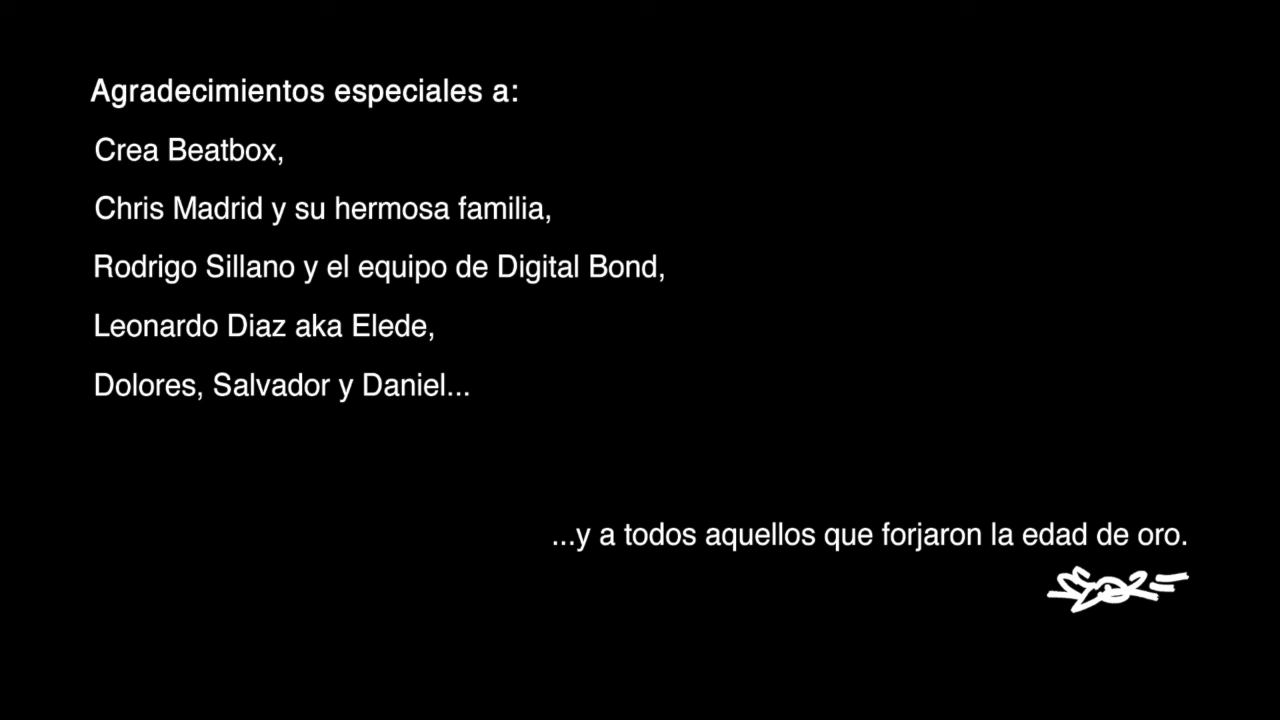 Agradecimientos especiales a:
Crea Beatbox,
Chris Madrid y su hermosa familia,
Rodrigo Sillano y el equipo de Digital Bond,
Leonardo Diaz aka Elede,
Dolores, Salvador y Daniel...
...y a todos aquellos que forjaron la edad de oro.